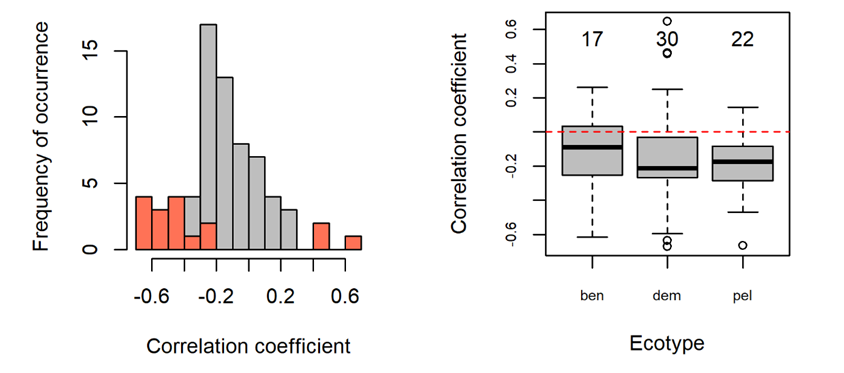 Frequency of occurrence
15
10
5
0
-0.6 -0.2 0.2 0.6
Correlation coefficient
Correlation coefficient
0.6
0.4
0.2
-0.2
-0.6
17 30 22
ben dem pel
Ecotype